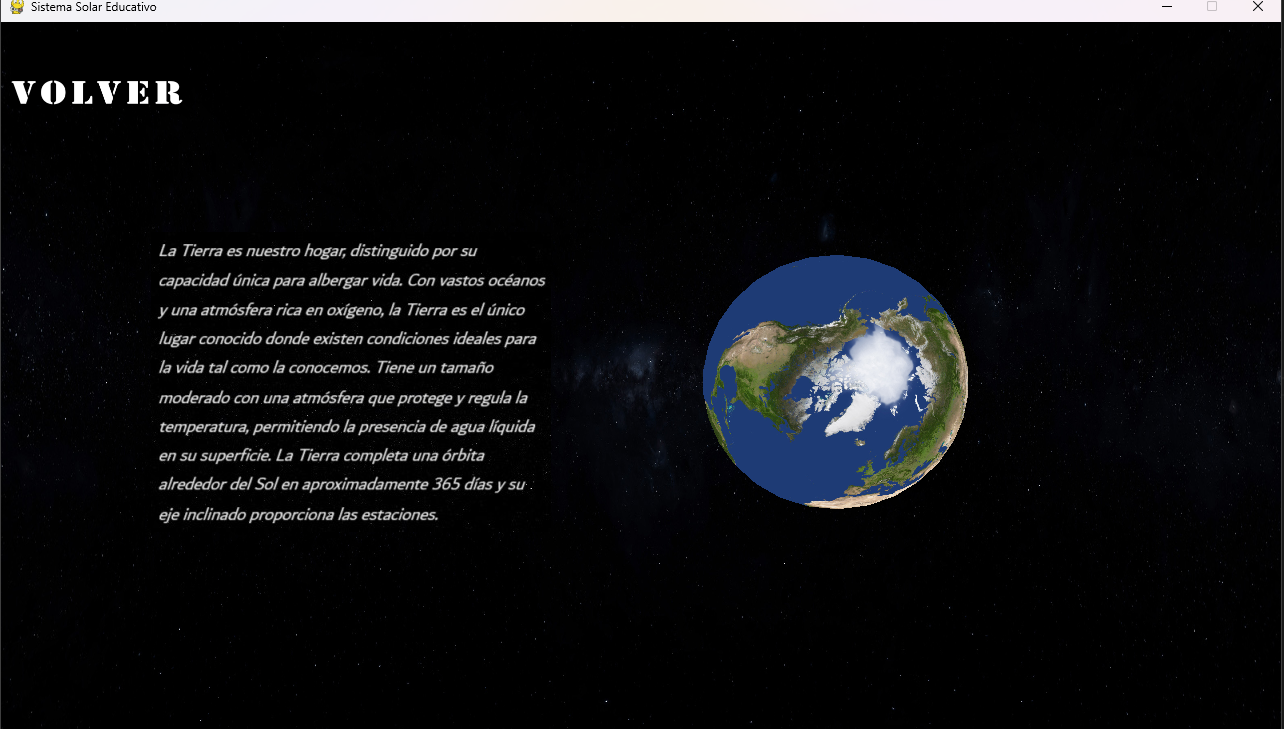 Sistema Solar Educativo
VOLVER
La Tierra es nuestro hogar, distinguido por su
capacidad única para albergar vida. Con vastos océanos
y una atmósfera rica en oxígeno, la Tierra es el único
lugar conocido donde existen condiciones ideales para
la vida tal como la conocemos. Tiene un tamaño
moderado con una atmósfera que protege y regula la
temperatura, permitiendo la presencia de agua líquida
en su superficie. La Tierra completa una órbita
alrededor del Sol en aproximadamente 365 días y su
eje inclinado proporciona las estaciones.